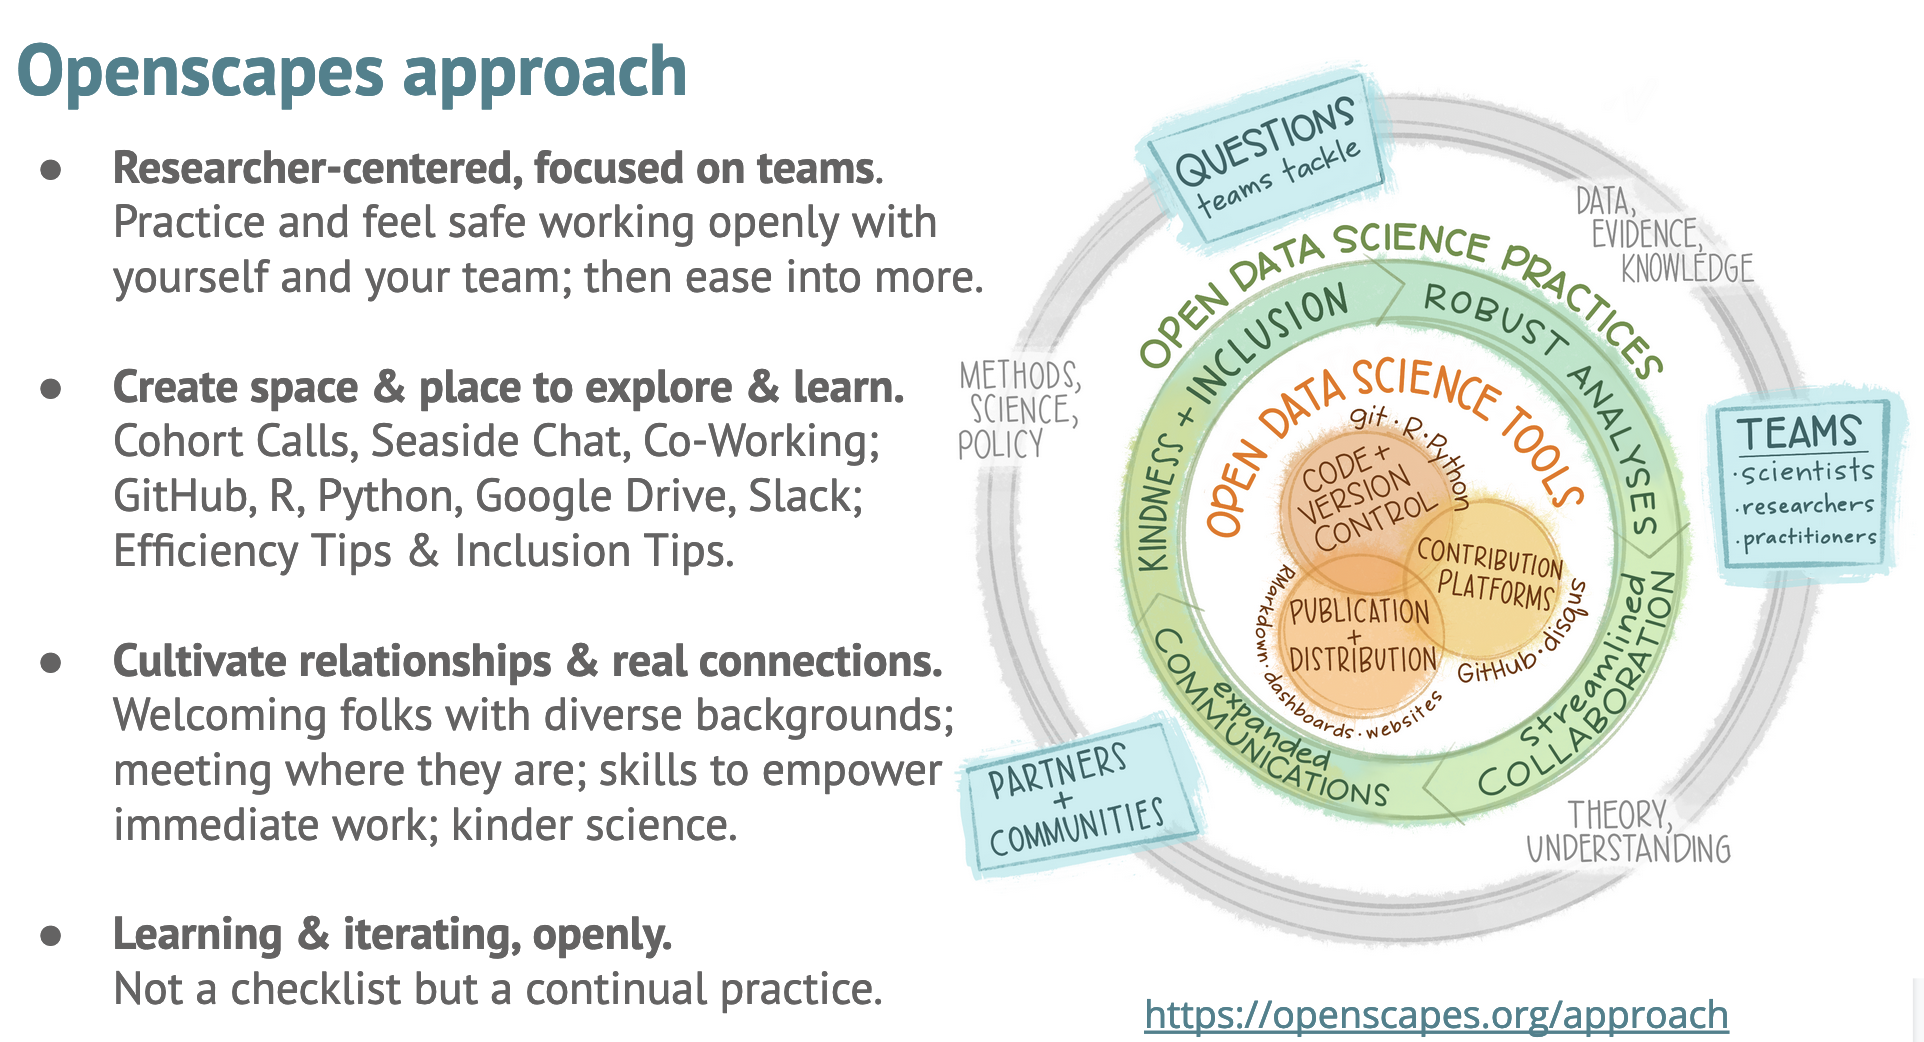 Openscapes approach
● Researcher-centered, focused on teams.
Practice and feel safe working openly with
yourself and your team; then ease into more.
● Create space & place to explore & learn.
Cohort Calls, Seaside Chat, Co-Working;
GitHub, R, Python, Google Drive, Slack;
Efficiency Tips & Inclusion Tips.
● Cultivate relationships & real connections.
Welcoming folks with diverse backgrounds;
meeting where they are; skills to empower
immediate work; kinder science.
● Learning & iterating, openly.
Not a checklist but a continual practice.
QUESTIONS
teams tackle
DATA,
EVIDENCE,
KNOWLEDGE
TEAMS
·scientists
·researchers
·practitioners
THEORY,
UNDERSTANDING
PARTNERS
+
COMMUNITIES
METHODS,
SCIENCE,
POLICY
OPEN DATA SCIENCE PRACTICES
KINDNESS + INCLUSION
ROBUST ANALYSES
streamlined
COLLABORATION
expanded
COMMUNICATIONS
OPEN DATA SCIENCE TOOLS
git · R · Python
CODE +
VERSION
CONTROL
CONTRIBUTION
PLATFORMS
GitHub · disqus
PUBLICATION
+
DISTRIBUTION
RMarkdown · dashboards · websites
https://openscapes.org/approach